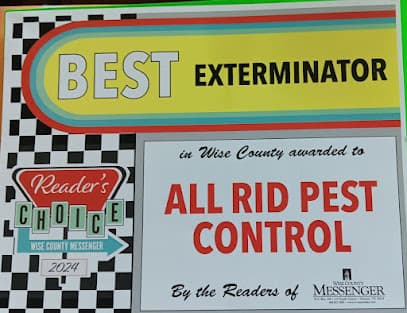 BEST EXTERMINATOR
in Wise County awarded to
ALL RID PEST
CONTROL
By the Readers of
WISE COUNTY
MESSENGER
Reader's
CHOICE
WISE COUNTY MESSENGER
2024